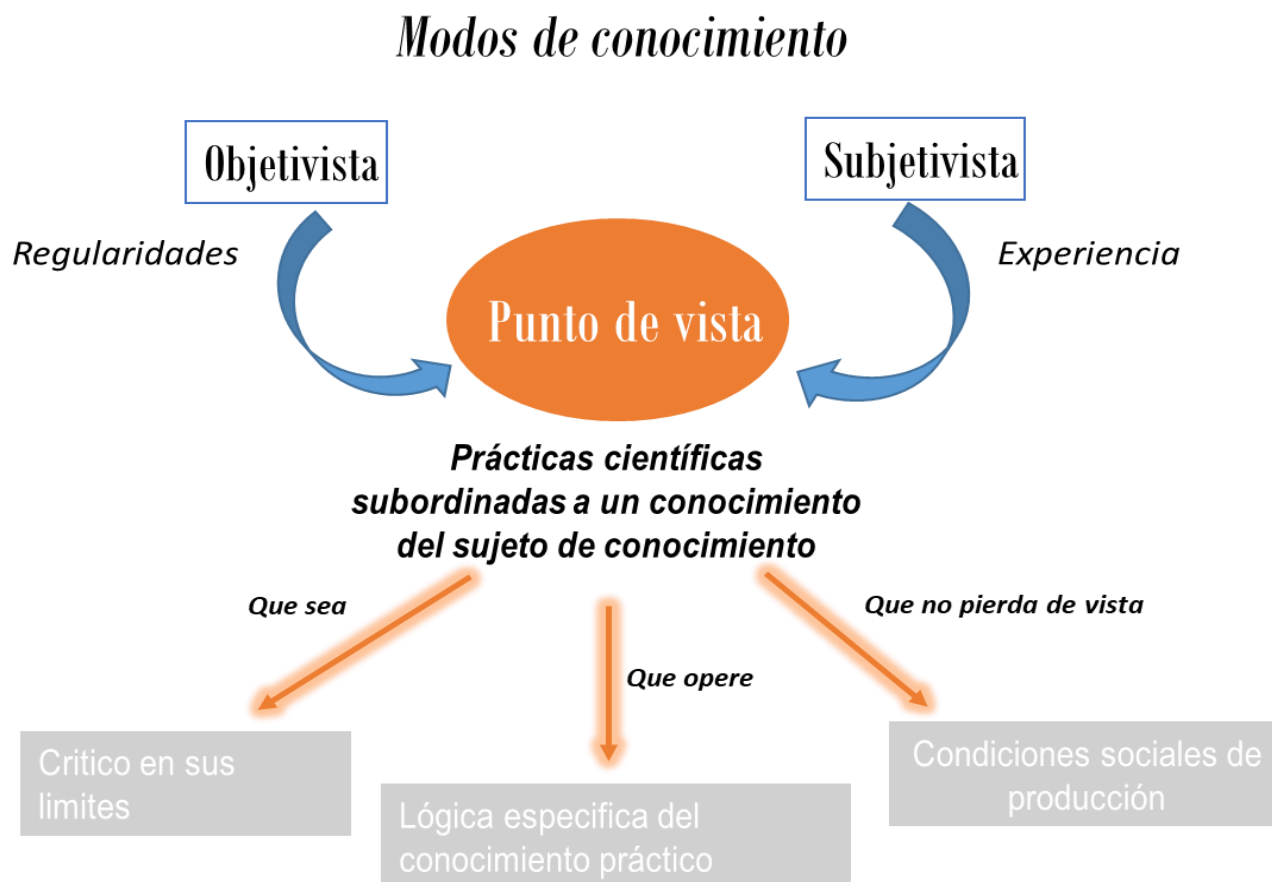 Modos de conocimiento
Objetivista
Subjetivista
Regularidades
Experiencia
Punto de vista
Prácticas científicas
subordinadas a un conocimiento
del sujeto de conocimiento
Que sea
Que no pierda de vista
Que opere
Critico en sus
limites
Condiciones sociales de
producción
Lógica especifica del
conocimiento práctico